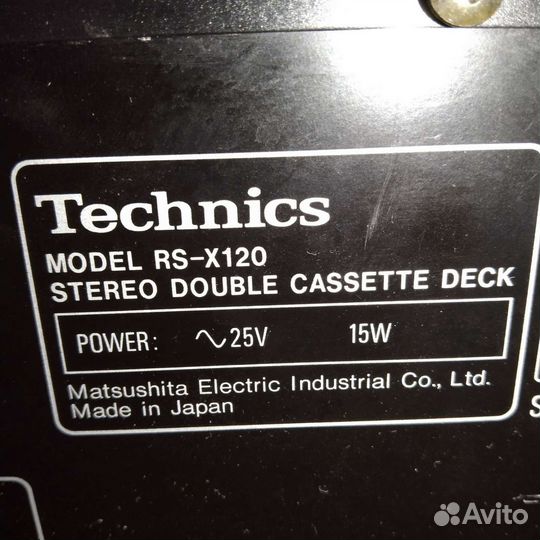 Technics
MODEL RS-X120
STEREO DOUBLE CASSETTE DECK
POWER: ∿25V 15W
Matsushita Electric Industrial Co., Ltd.
Made in Japan
S
Avito